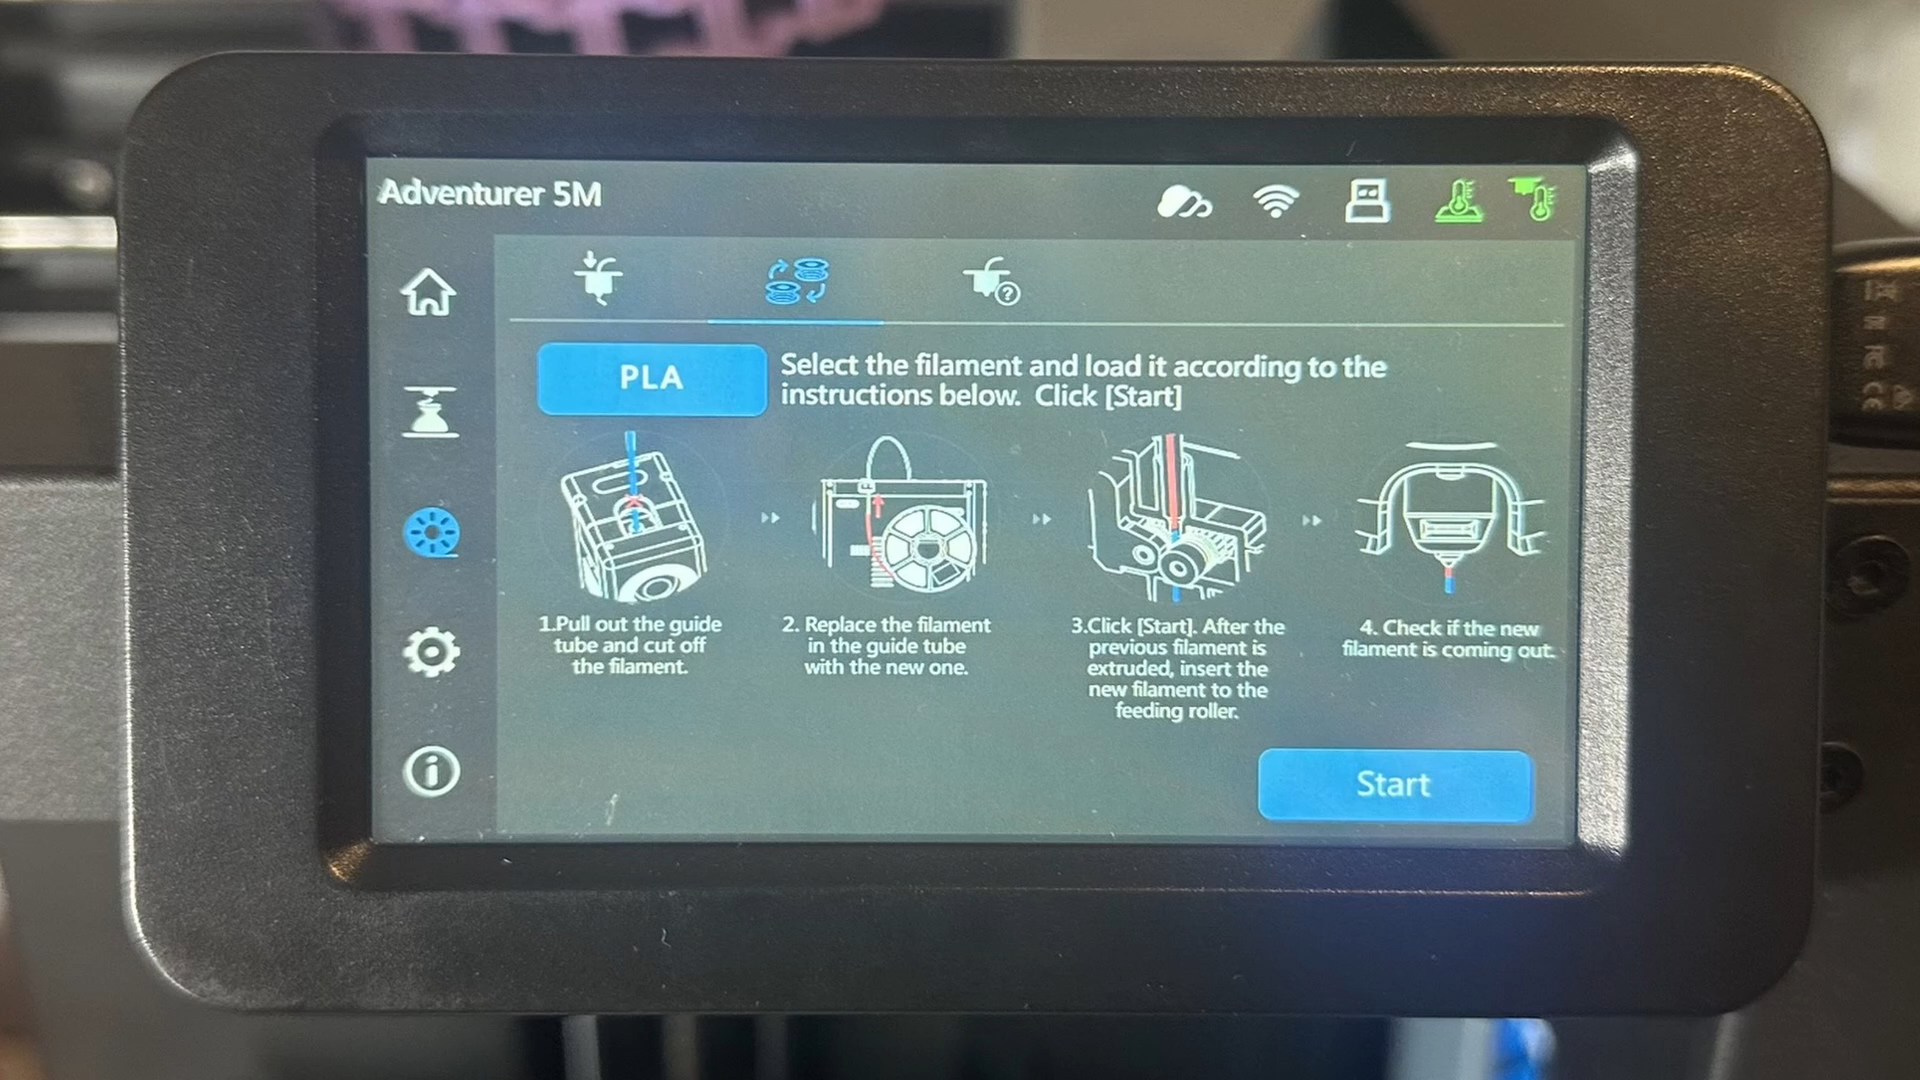 Adventurer 5M
PLA
Select the filament and load it according to the
instructions below. Click [Start]
1.Pull out the guide
tube and cut off
the filament.
2. Replace the filament
in the guide tube
with the new one.
3.Click [Start]. After the
previous filament is
extruded, insert the
new filament to the
feeding roller.
4. Check if the new
filament is coming out.
Start